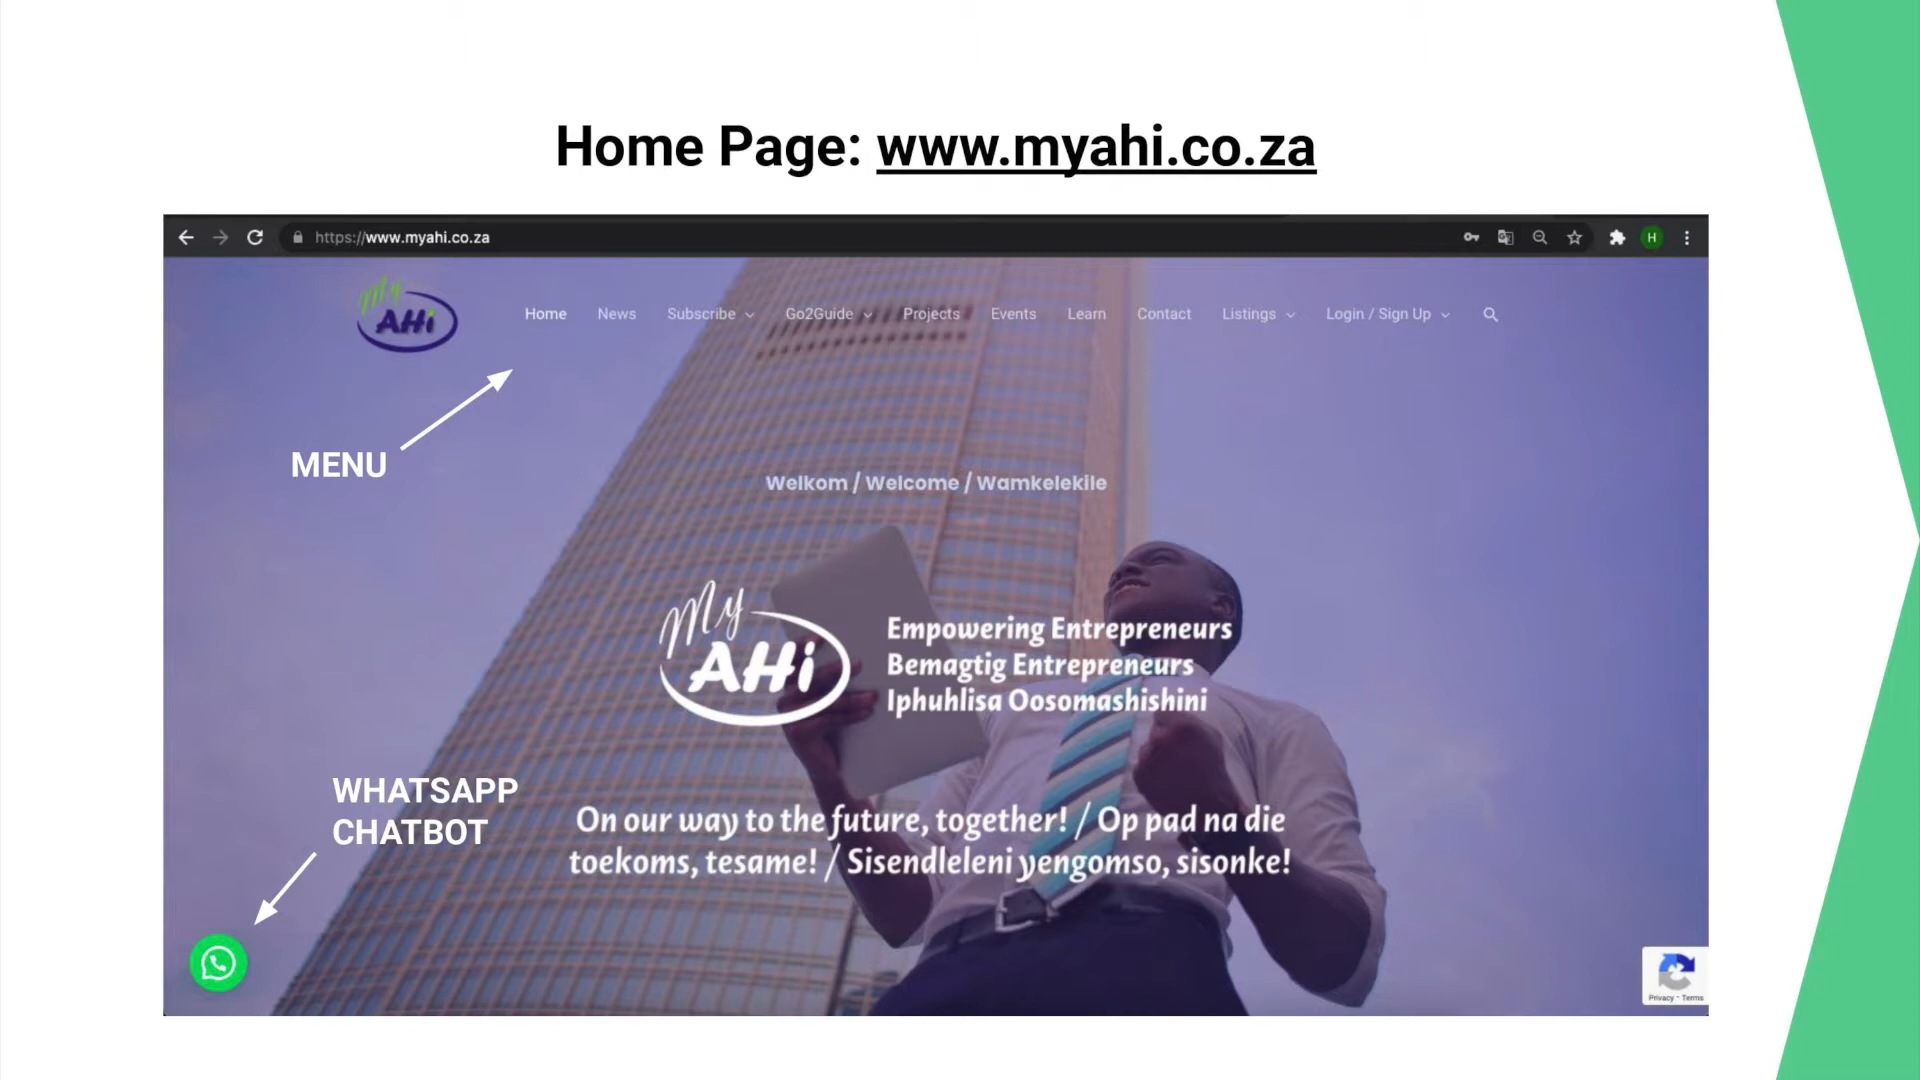 Home Page: www.myahi.co.za
https://www.myahi.co.za
H
My
AHi
Home News Subscribe Go2Guide Projects Events Learn Contact Listings Login / Sign Up
MENU
Welkom / Welcome / Wamkelekile
My
AHi
Empowering Entrepreneurs
Bemagtig Entrepreneurs
Iphuhlisa Oosomashishini
WHATSAPP
CHATBOT
On our way to the future, together! / Op pad na die
toekoms, tesame! / Sisendleleni yengomso, sisonke!
Privacy - Terms